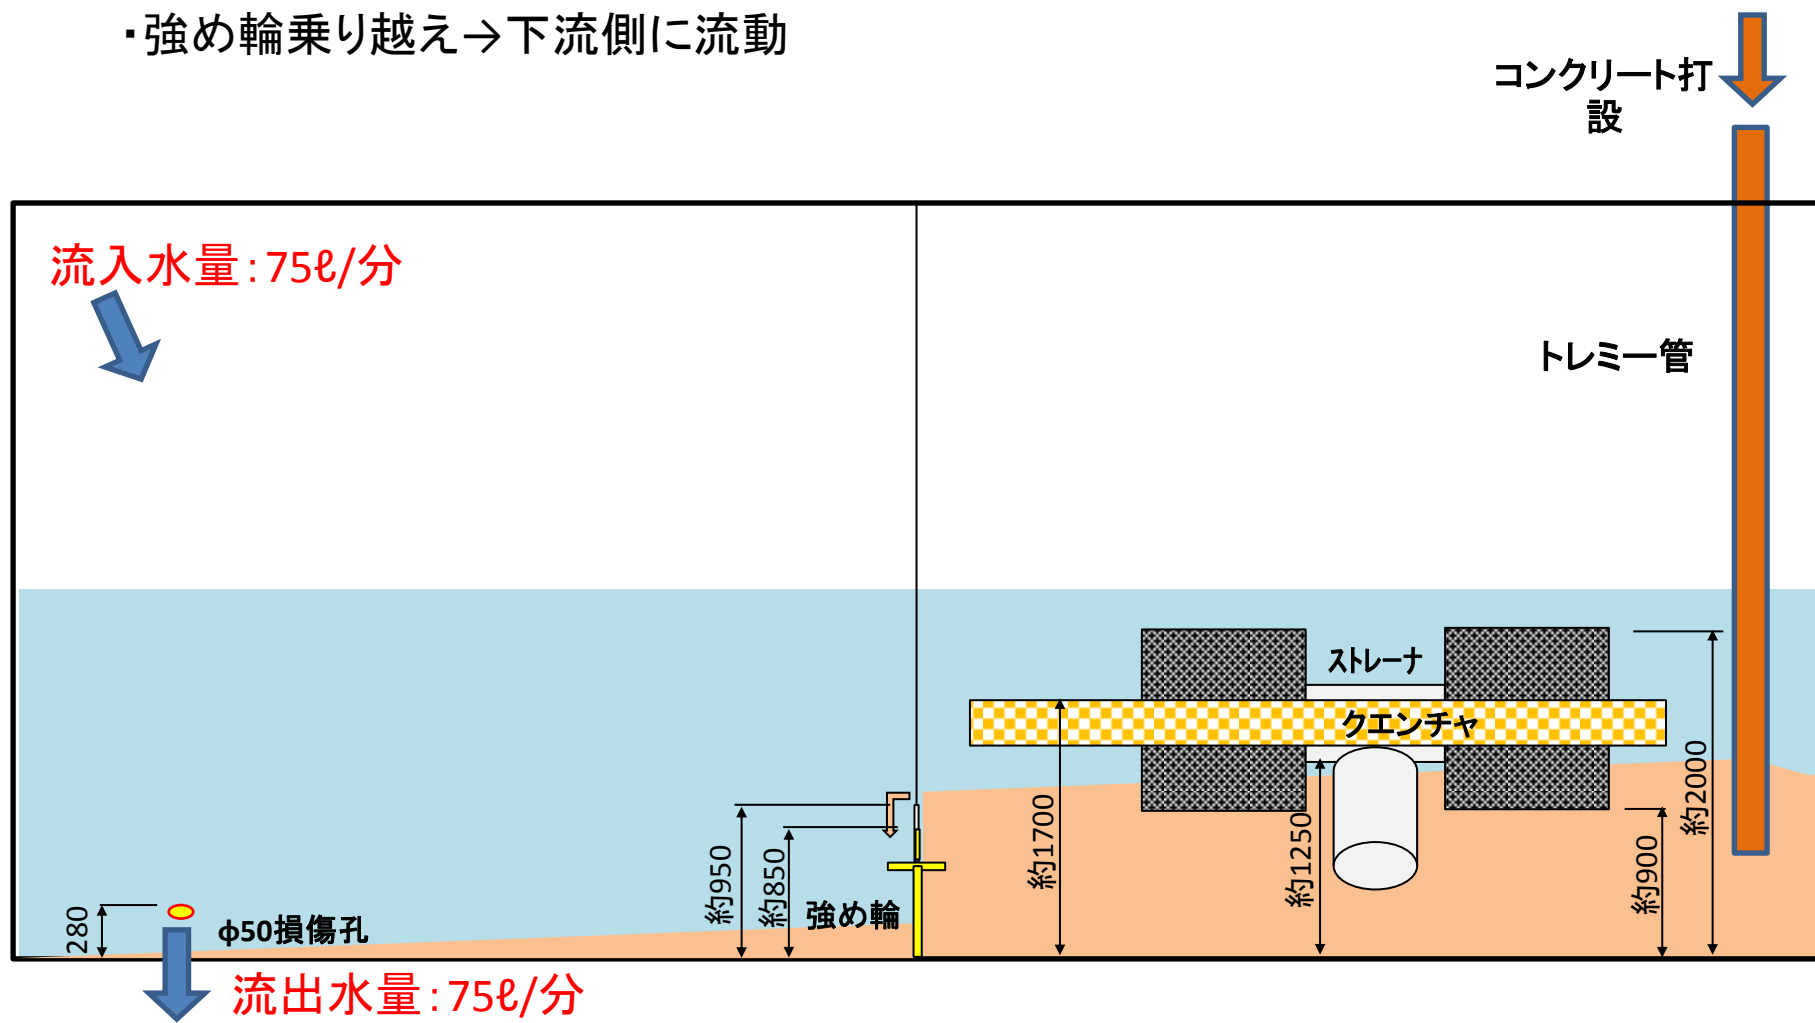 ・強め輪乗り越え→下流側に流動
コンクリート打
設
流入水量：75ℓ/分
トレミー管
ストレーナ
クエンチャ
約2000
約1700
約1250
約900
約950
約850
強め輪
280
φ50損傷孔
流出水量：75ℓ/分